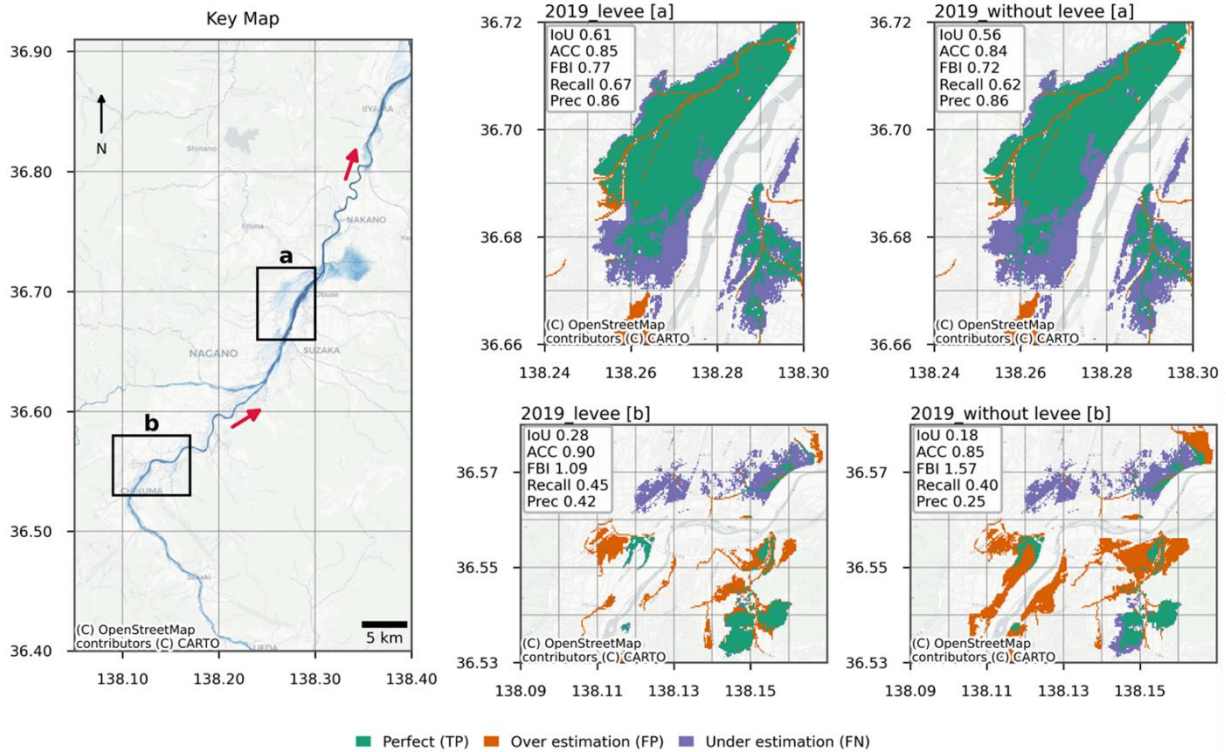 Key Map
36.90
36.80
36.70
36.60
36.50
36.40
138.10 138.20 138.30 138.40
N
IIYAMA
Shinano
NAKANO
Iizuna
a
Obuse
NAGANO
SUZAKA
b
CHIKUMA
Sakaki
UEDA
5 km
(C) OpenStreetMap
contributors (C) CARTO
2019_levee [a]
IoU 0.61
ACC 0.85
FBI 0.77
Recall 0.67
Prec 0.86
36.72
36.70
36.68
36.66
(C) OpenStreetMap
contributors (C) CARTO
138.24 138.26 138.28 138.30
2019_without levee [a]
IoU 0.56
ACC 0.84
FBI 0.72
Recall 0.62
Prec 0.86
36.72
36.70
36.68
36.66
(C) OpenStreetMap
contributors (C) CARTO
138.24 138.26 138.28 138.30
2019_levee [b]
IoU 0.28
ACC 0.90
FBI 1.09
Recall 0.45
Prec 0.42
36.57
36.55
36.53
(C) OpenStreetMap
contributors (C) CARTO
138.09 138.11 138.13 138.15
2019_without levee [b]
IoU 0.18
ACC 0.85
FBI 1.57
Recall 0.40
Prec 0.25
36.57
36.55
36.53
(C) OpenStreetMap
contributors (C) CARTO
138.09 138.11 138.13 138.15
Perfect (TP) Over estimation (FP) Under estimation (FN)